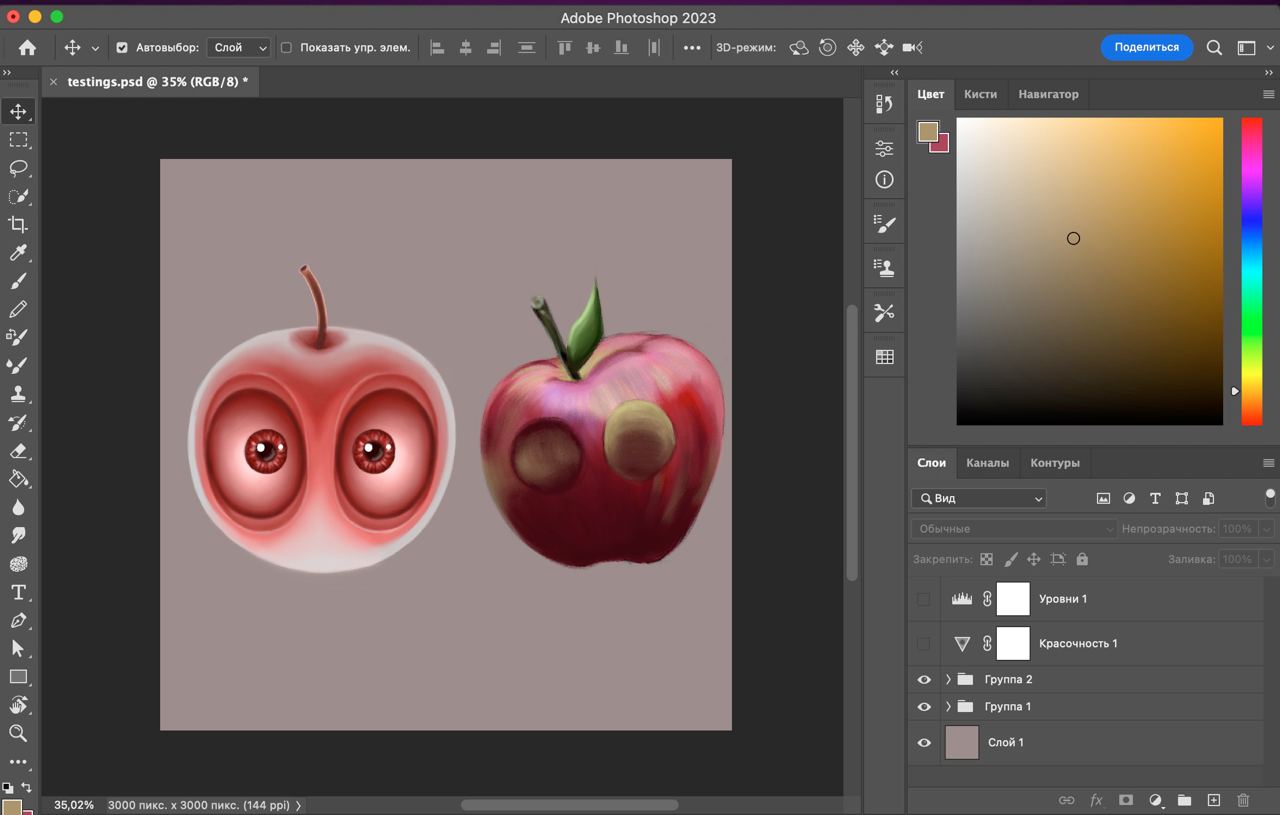 Adobe Photoshop 2023
Автовыбор: Слой Показать упр. элем. 3D-режим: Поделиться
testings.psd @ 35% (RGB/8) *
Цвет Кисти Навигатор
Слои Каналы Контуры
Вид
Обычные Непрозрачность: 100%
Закрепить: Заливка: 100%
Уровни 1
Красочность 1
Группа 2
Группа 1
Слой 1
fx
35,02% 3000 пикс. x 3000 пикс. (144 ppi)